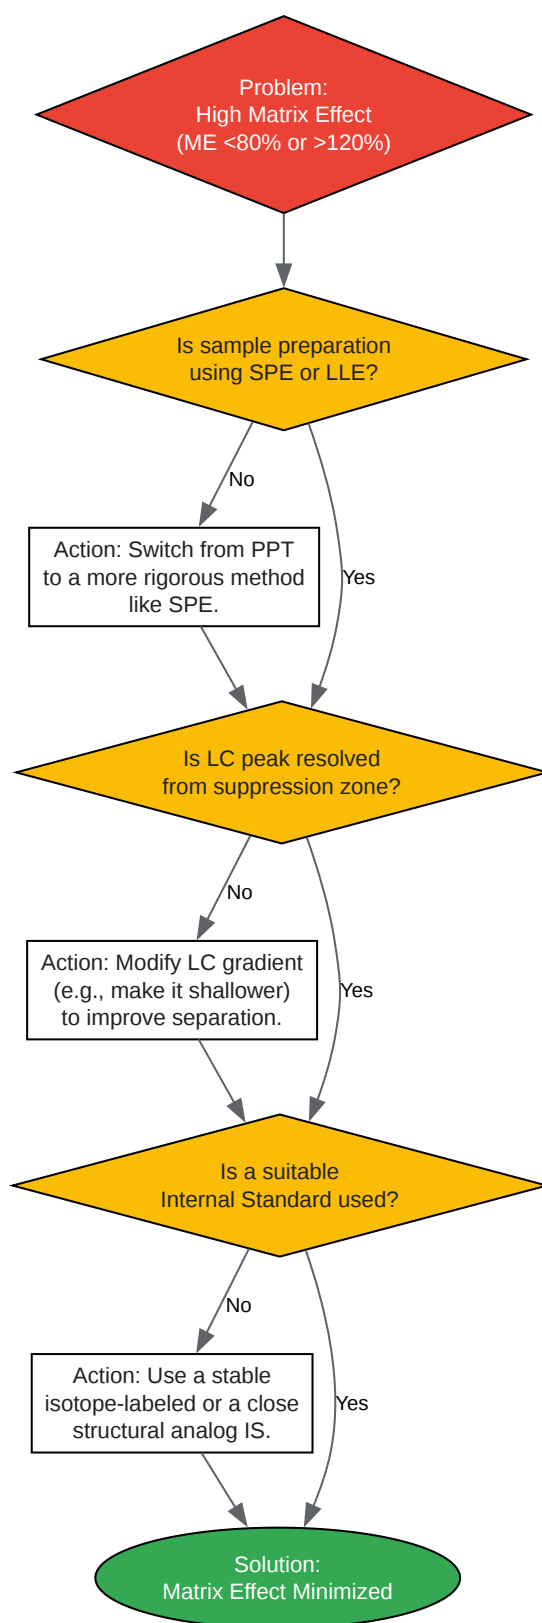 Problem:
High Matrix Effect
(ME <80% or >120%)
Is sample preparation
using SPE or LLE?
No
Action: Switch from PPT
to a more rigorous method
like SPE.
Yes
Is LC peak resolved
from suppression zone?
No
Action: Modify LC gradient
(e.g., make it shallower)
to improve separation.
Yes
Is a suitable
Internal Standard used?
No
Action: Use a stable
isotope-labeled or a close
structural analog IS.
Yes
Solution:
Matrix Effect Minimized